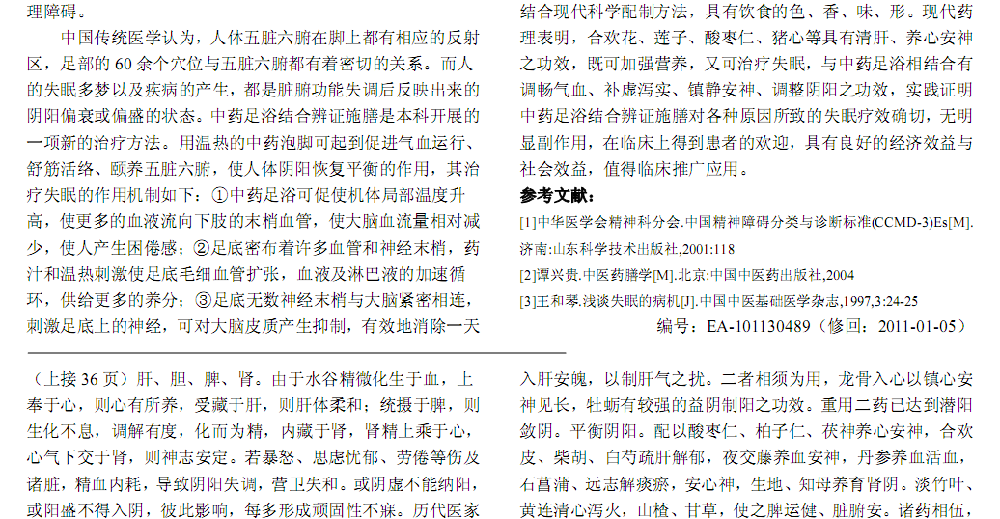 理障碍。
中国传统医学认为，人体五脏六腑在脚上都有相应的反射
区，足部的 60 余个穴位与五脏六腑都有着密切的关系。而人
的失眠多梦以及疾病的产生，都是脏腑功能失调后反映出来的
阴阳偏衰或偏盛的状态。中药足浴结合辨证施膳是本科开展的
一项新的治疗方法。用温热的中药泡脚可起到促进气血运行、
舒筋活络、颐养五脏六腑，使人体阴阳恢复平衡的作用，其治
疗失眠的作用机制如下：①中药足浴可促使机体局部温度升
高，使更多的血液流向下肢的末梢血管，使大脑血流量相对减
少，使人产生困倦感；②足底密布着许多血管和神经末梢，药
汁和温热刺激使足底毛细血管扩张，血液及淋巴液的加速循
环，供给更多的养分；③足底无数神经末梢与大脑紧密相连，
刺激足底上的神经，可对大脑皮质产生抑制，有效地消除一天
结合现代科学配制方法，具有饮食的色、香、味、形。现代药
理表明，合欢花、莲子、酸枣仁、猪心等具有清肝、养心安神
之功效，既可加强营养，又可治疗失眠，与中药足浴相结合有
调畅气血、补虚泻实、镇静安神、调整阴阳之功效，实践证明
中药足浴结合辨证施膳对各种原因所致的失眠疗效确切，无明
显副作用，在临床上得到患者的欢迎，具有良好的经济效益与
社会效益，值得临床推广应用。
参考文献：
[1]中华医学会精神科分会.中国精神障碍分类与诊断标准(CCMD-3)Es[M].
济南:山东科学技术出版社,2001:118
[2]谭兴贵.中医药膳学[M].北京:中国中医药出版社,2004
[3]王和琴.浅谈失眠的病机[J].中国中医基础医学杂志,1997,3:24-25
编号：EA-101130489（修回：2011-01-05）
（上接 36 页）肝、胆、脾、肾。由于水谷精微化生于血，上
奉于心，则心有所养，受藏于肝，则肝体柔和；统摄于脾，则
生化不息，调解有度，化而为精，内藏于肾，肾精上乘于心，
心气下交于肾，则神志安定。若暴怒、思虑忧郁、劳倦等伤及
诸脏，精血内耗，导致阴阳失调，营卫失和。或阴虚不能纳阳，
或阳盛不得入阴，彼此影响，每多形成顽固性不寐。历代医家
入肝安魄，以制肝气之扰。二者相须为用，龙骨入心以镇心安
神见长，牡蛎有较强的益阴制阳之功效。重用二药已达到潜阳
敛阴。平衡阴阳。配以酸枣仁、柏子仁、茯神养心安神，合欢
皮、柴胡、白芍疏肝解郁，夜交藤养血安神，丹参养血活血，
石菖蒲、远志解痰瘀，安心神，生地、知母养育肾阴。淡竹叶、
黄连清心泻火，山楂、甘草，使之脾运健、脏腑安。诸药相伍，